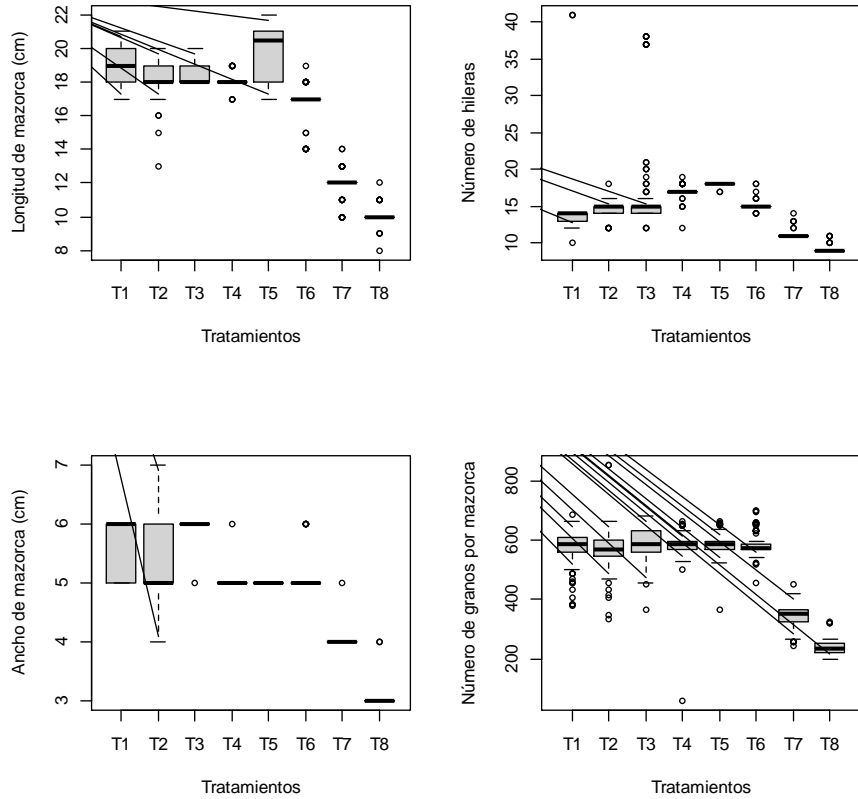 Longitud de mazorca (cm)
22
20
18
16
14
12
10
8
T1 T2 T3 T4 T5 T6 T7 T8
Tratamientos
Número de hileras
40
35
30
25
20
15
10
T1 T2 T3 T4 T5 T6 T7 T8
Tratamientos
Ancho de mazorca (cm)
7
6
5
4
3
T1 T2 T3 T4 T5 T6 T7 T8
Tratamientos
Número de granos por mazorca
800
600
400
200
T1 T2 T3 T4 T5 T6 T7 T8
Tratamientos